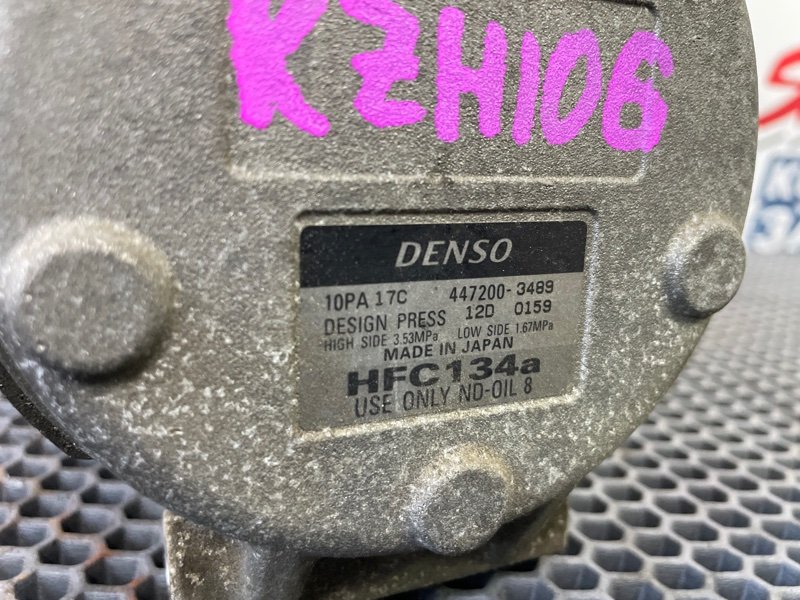 RZH106
DENSO
10PA 17C 447200-3489
DESIGN PRESS 12D 0159
HIGH SIDE 3.53MPa LOW SIDE 1.67MPa
MADE IN JAPAN
HFC134a
USE ONLY ND-OIL 8